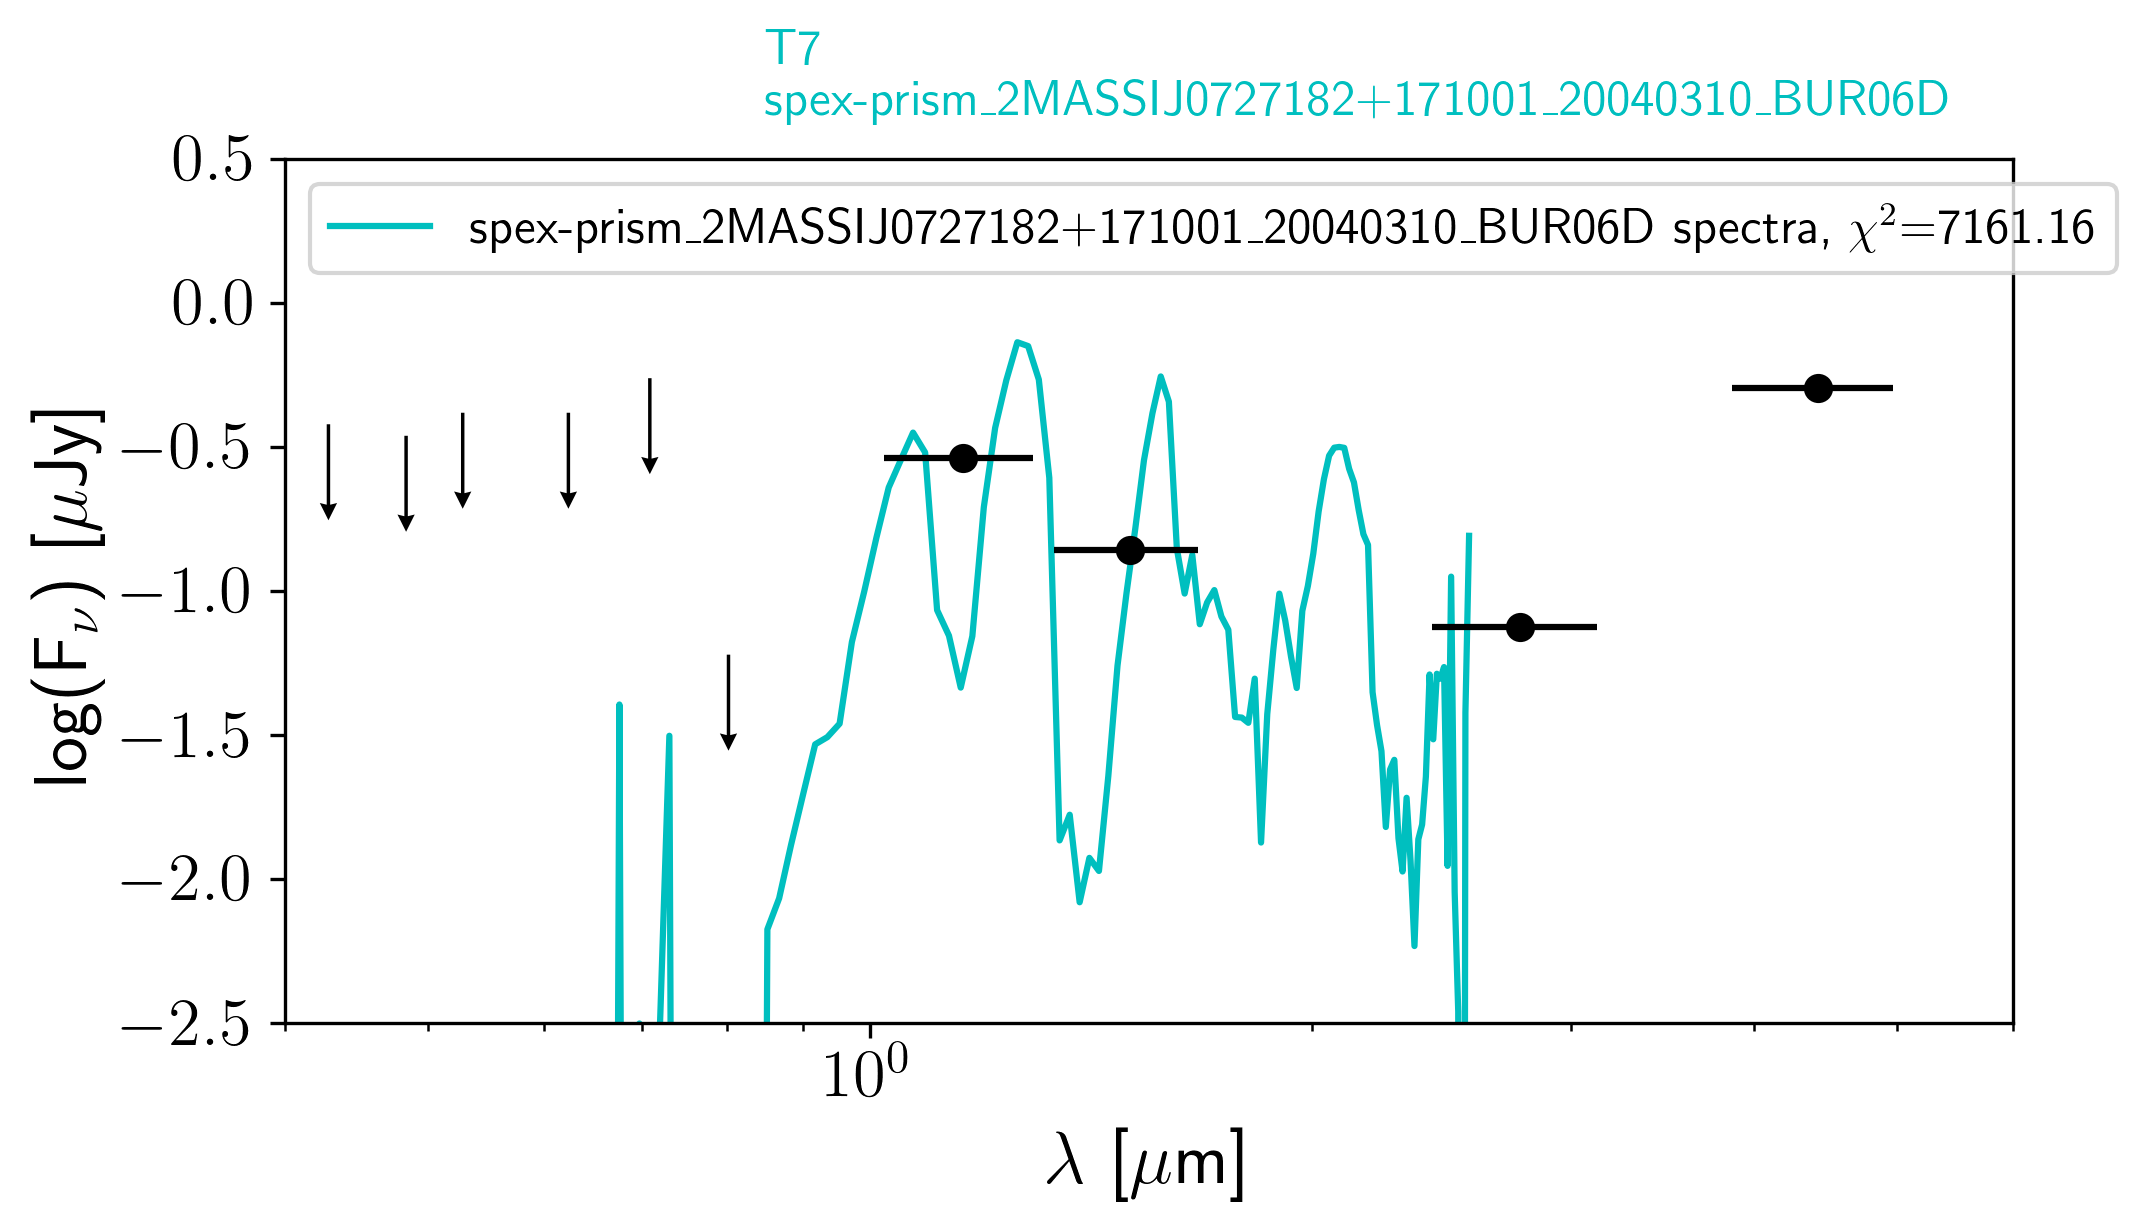 T7
spex-prism_2MASSIJ0727182+171001_20040310_BUR06D
spex-prism_2MASSIJ0727182+171001_20040310_BUR06D spectra, χ²=7161.16
0.5
0.0
−0.5
−1.0
−1.5
−2.0
−2.5
log(Fν) [μJy]
10⁰
λ [μm]